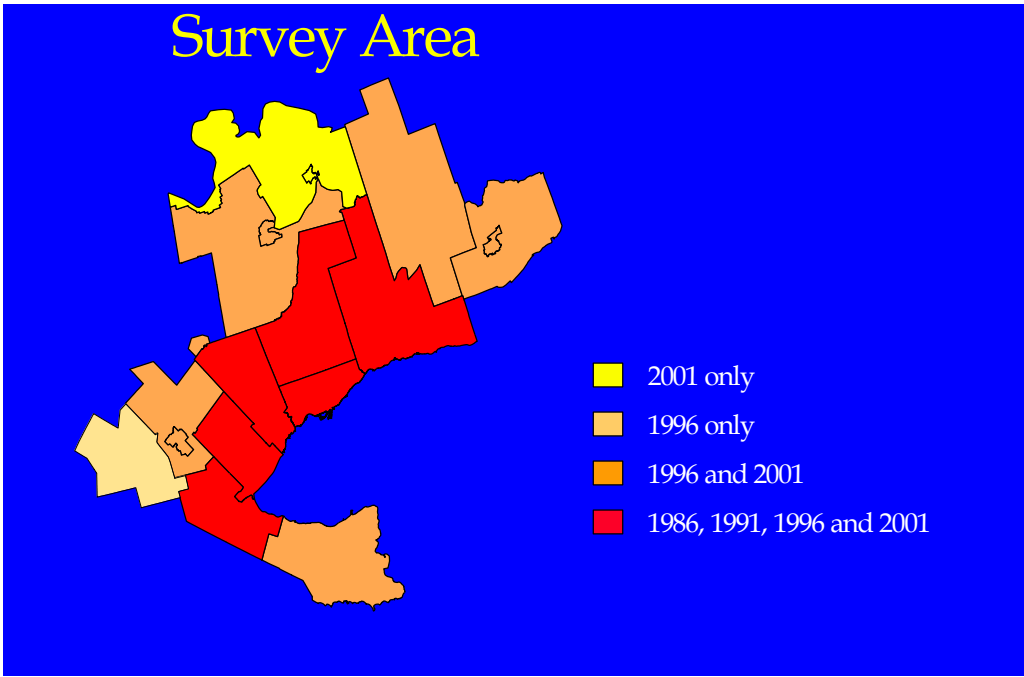 Survey Area
2001 only
1996 only
1996 and 2001
1986, 1991, 1996 and 2001